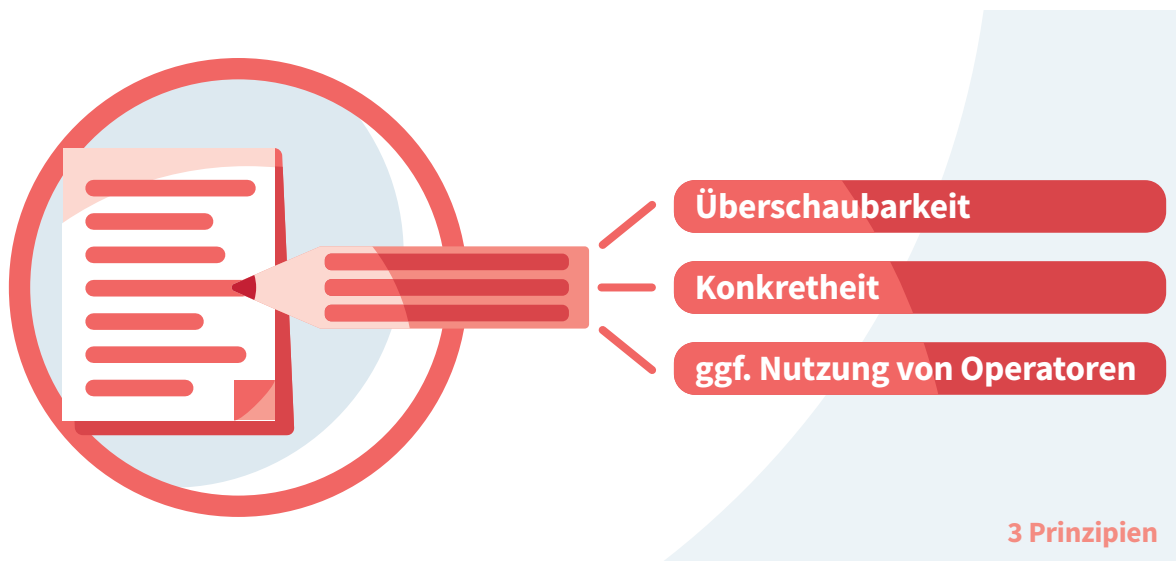 Überschaubarkeit
Konkretheit
ggf. Nutzung von Operatoren
3 Prinzipien